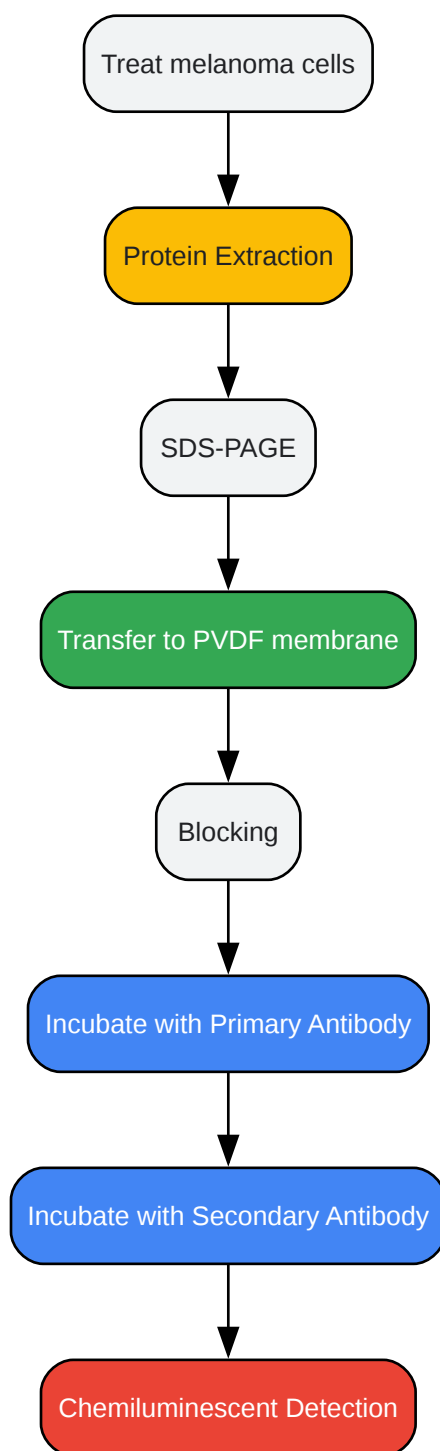 Treat melanoma cells
Protein Extraction
SDS-PAGE
Transfer to PVDF membrane
Blocking
Incubate with Primary Antibody
Incubate with Secondary Antibody
Chemiluminescent Detection